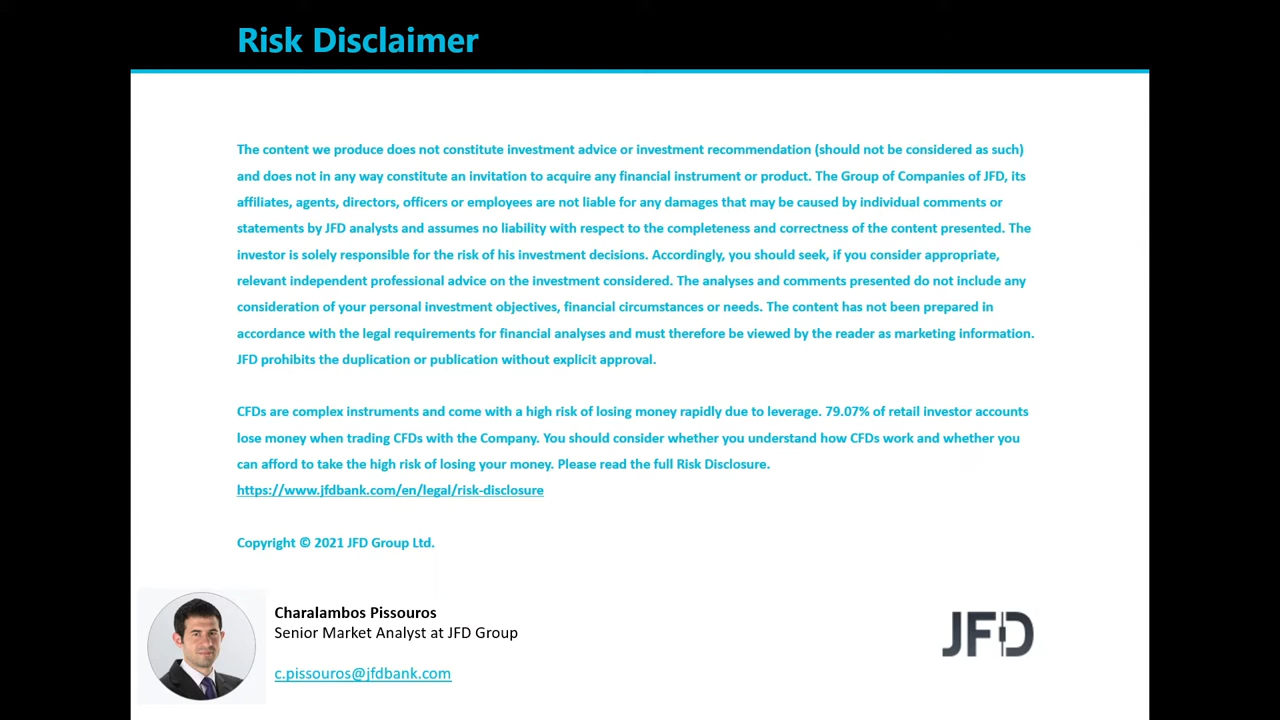 Risk Disclaimer
The content we produce does not constitute investment advice or investment recommendation (should not be considered as such)
and does not in any way constitute an invitation to acquire any financial instrument or product. The Group of Companies of JFD, its
affiliates, agents, directors, officers or employees are not liable for any damages that may be caused by individual comments or
statements by JFD analysts and assumes no liability with respect to the completeness and correctness of the content presented. The
investor is solely responsible for the risk of his investment decisions. Accordingly, you should seek, if you consider appropriate,
relevant independent professional advice on the investment considered. The analyses and comments presented do not include any
consideration of your personal investment objectives, financial circumstances or needs. The content has not been prepared in
accordance with the legal requirements for financial analyses and must therefore be viewed by the reader as marketing information.
JFD prohibits the duplication or publication without explicit approval.
CFDs are complex instruments and come with a high risk of losing money rapidly due to leverage. 79.07% of retail investor accounts
lose money when trading CFDs with the Company. You should consider whether you understand how CFDs work and whether you
can afford to take the high risk of losing your money. Please read the full Risk Disclosure.
https://www.jfdbank.com/en/legal/risk-disclosure
Copyright © 2021 JFD Group Ltd.
Charalambos Pissouros
Senior Market Analyst at JFD Group
c.pissouros@jfdbank.com
JFD